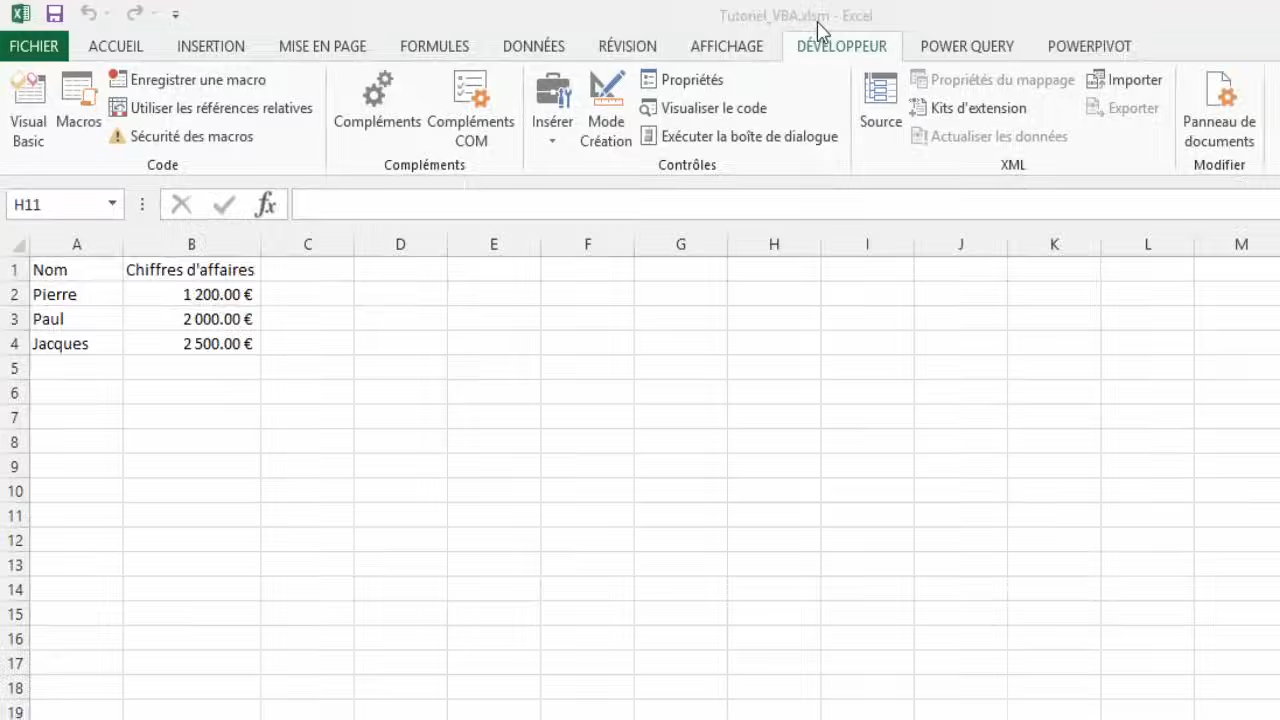 Tutoriel_VBA.xlsm - Excel
FICHIER ACCUEIL INSERTION MISE EN PAGE FORMULES DONNÉES RÉVISION AFFICHAGE DÉVELOPPEUR POWER QUERY POWERPIVOT
Visual
Basic
Macros
Enregistrer une macro
Utiliser les références relatives
Sécurité des macros
Code
Compléments
Compléments
COM
Compléments
Insérer
Mode
Création
Propriétés
Visualiser le code
Exécuter la boîte de dialogue
Contrôles
Source
Propriétés du mappage
Kits d'extension
Actualiser les données
Importer
Exporter
XML
Panneau de
documents
Modifier
H11
fx
A B C D E F G H I J K L M
1 Nom Chiffres d'affaires
2 Pierre 1 200.00 €
3 Paul 2 000.00 €
4 Jacques 2 500.00 €
5
6
7
8
9
10
11
12
13
14
15
16
17
18
19